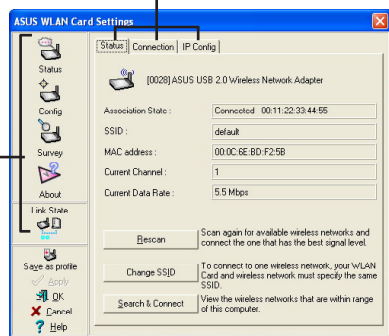 ASUS WLAN Card Settings
Status
Config
Survey
About
Link State
Save as profile
Apply
OK
Cancel
Help
Status Connection IP Config
[0028] ASUS USB 2.0 Wireless Network Adapter
Association State : Connected 00:11:22:33:44:55
SSID : default
MAC address : 00:0C:6E:BD:F2:5B
Current Channel : 1
Current Data Rate : 5.5 Mbps
Rescan
Scan again for available wireless networks and
connect the one that has the best signal level.
Change SSID
To connect to one wireless network, your WLAN
Card and wireless network must specify the same
SSID.
Search & Connect
View the wireless networks that are within range
of this computer.